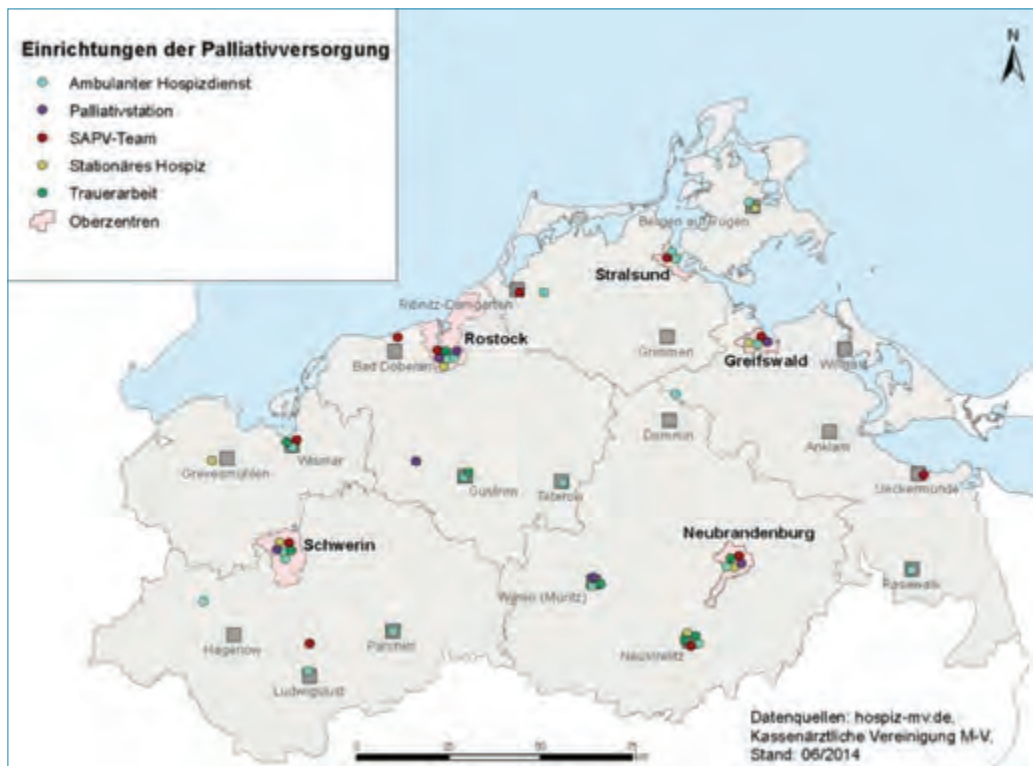 Einrichtungen der Palliativversorgung
Ambulanter Hospizdienst
Palliativstation
SAPV-Team
Stationäres Hospiz
Trauerarbeit
Oberzentren
N
Bergen auf Rügen
Stralsund
Ribnitz-Damgarten
Rostock
Bad Doberan
Grimmen
Greifswald
Wolgast
Demmin
Anklam
Wismar
Grevesmühlen
Güstrow
Teterow
Ueckermünde
Schwerin
Neubrandenburg
Waren (Müritz)
Pasewalk
Hagenow
Parchim
Neustrelitz
Ludwigslust
Datenquellen: hospiz-mv.de,
Kassenärztliche Vereinigung M-V,
Stand: 06/2014
0